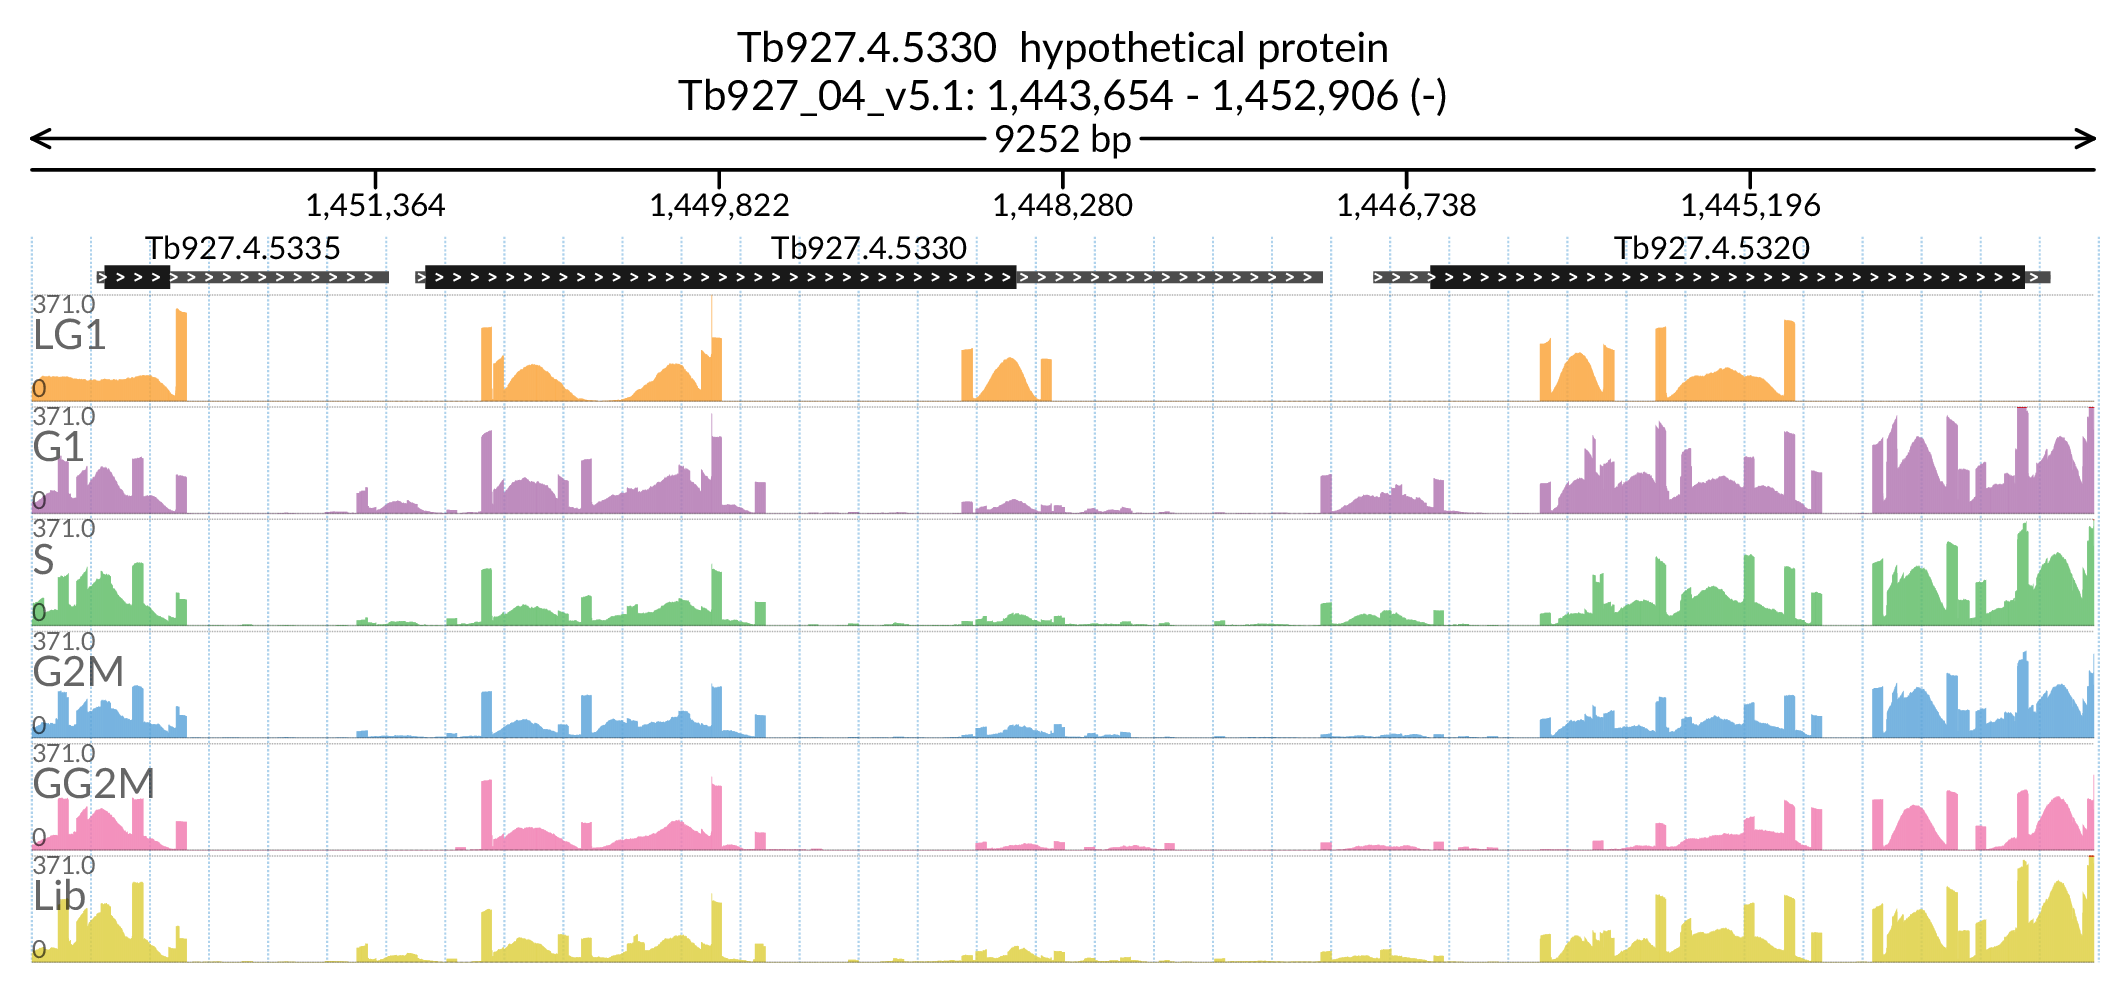 Tb927.4.5330  hypothetical protein
Tb927_04_v5.1: 1,443,654 - 1,452,906 (-)
9252 bp
1,451,364 1,449,822 1,448,280 1,446,738 1,445,196
Tb927.4.5335 Tb927.4.5330 Tb927.4.5320
371.0
LG1
0
371.0
G1
0
371.0
S
0
371.0
G2M
0
371.0
GG2M
0
371.0
Lib
0